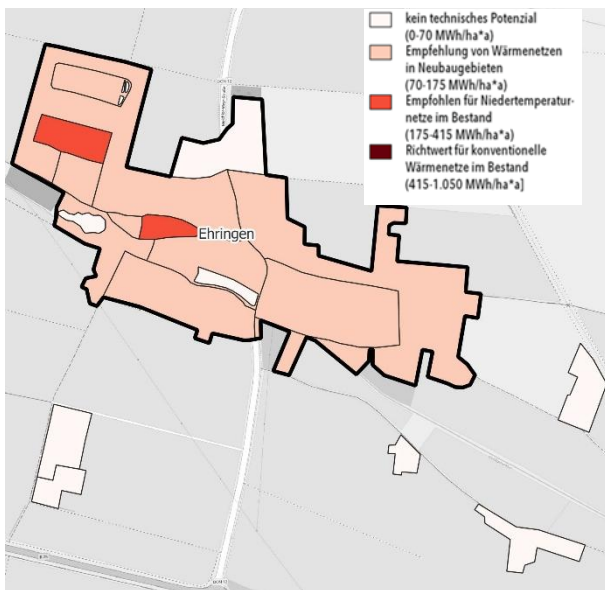 kein technisches Potenzial
(0-70 MWh/ha*a)
Empfehlung von Wärmenetzen
in Neubaugebieten
(70-175 MWh/ha*a)
Empfohlen für Niedertemperatur-
netze im Bestand
(175-415 MWh/ha*a)
Richtwert für konventionelle
Wärmenetze im Bestand
(415-1.050 MWh/ha*a]
Ehringen